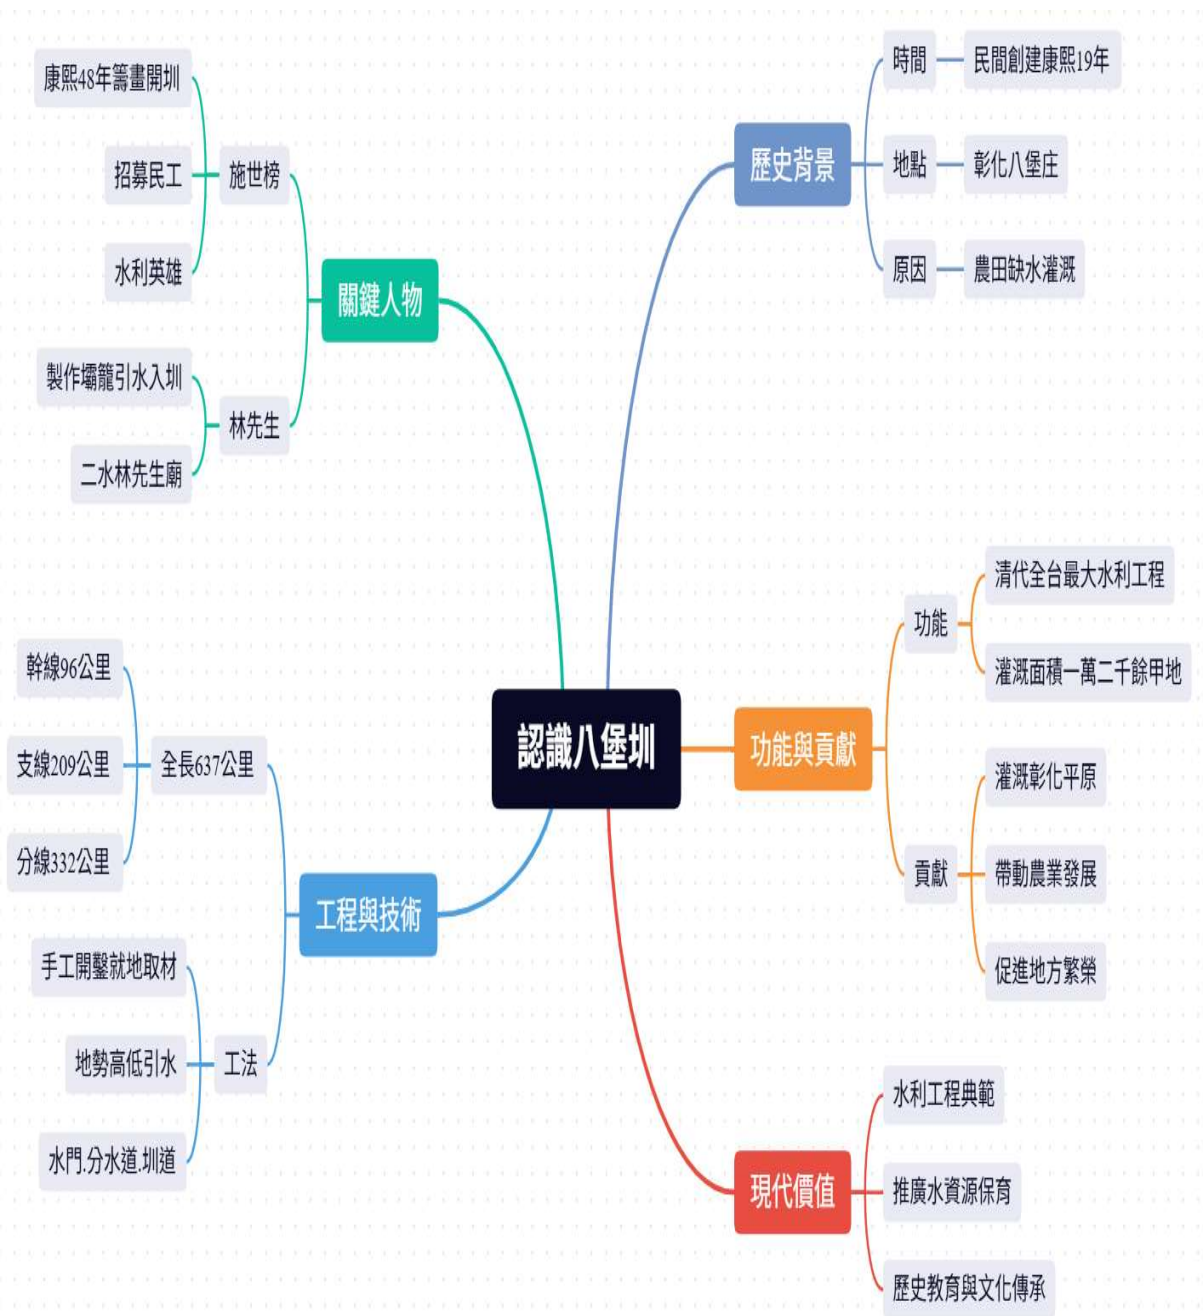 認識八堡圳
歷史背景
時間
民間創建康熙19年
地點
彰化八堡庄
原因
農田缺水灌溉
關鍵人物
施世榜
康熙48年籌畫開圳
招募民工
水利英雄
林先生
製作壩籠引水入圳
二水林先生廟
功能與貢獻
功能
清代全台最大水利工程
灌溉面積一萬二千餘甲地
貢獻
灌溉彰化平原
帶動農業發展
促進地方繁榮
工程與技術
全長637公里
幹線96公里
支線209公里
分線332公里
工法
手工開鑿就地取材
地勢高低引水
水門.分水道.圳道
現代價值
水利工程典範
推廣水資源保育
歷史教育與文化傳承